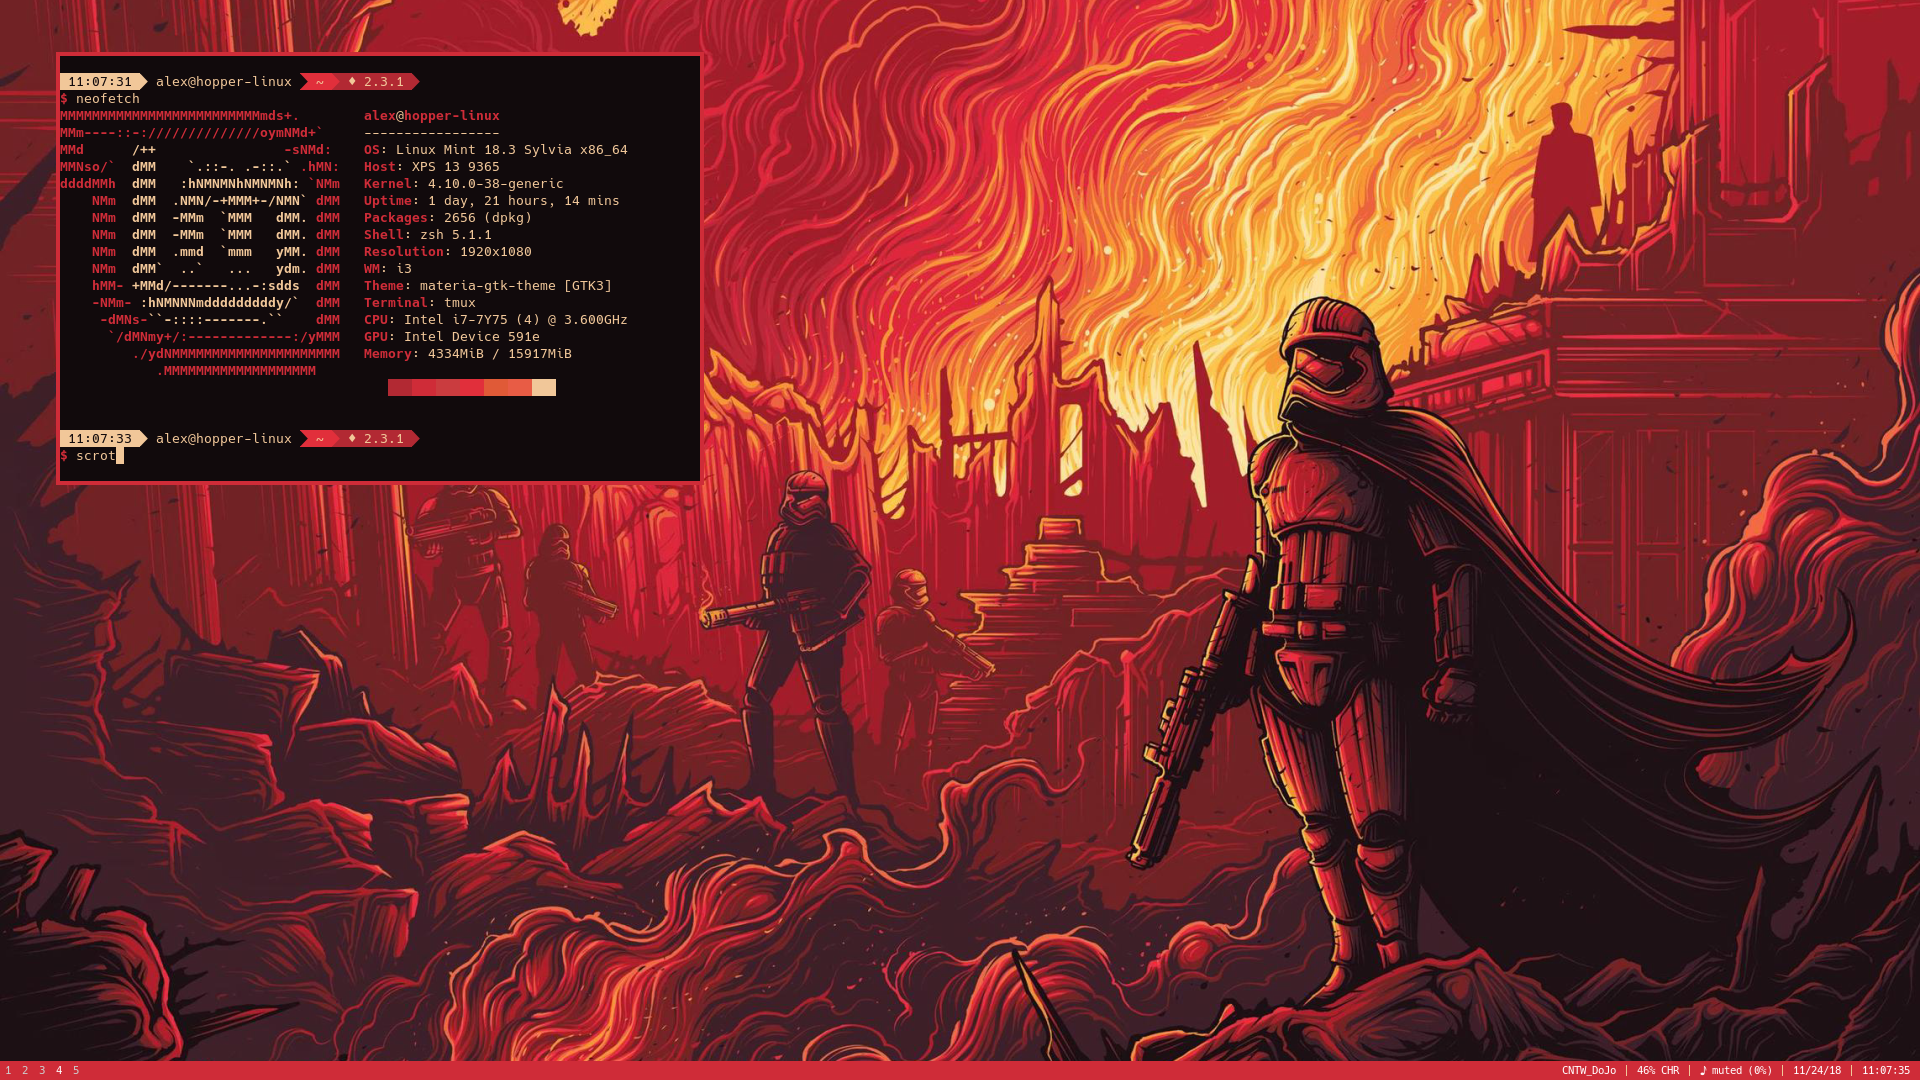 11:07:31 alex@hopper-linux ~ ♦ 2.3.1
$ neofetch
MMMMMMMMMMMMMMMMMMMMMMMMMmds+. alex@hopper-linux
MMm----::-://////////////oymNMd+` -----------------
MMd /++ -sNMd: OS: Linux Mint 18.3 Sylvia x86_64
MMNso/` dMM `.::-. .-::.` .hMN: Host: XPS 13 9365
ddddMMh dMM :hNMNMNhNMNMNh: `NMm Kernel: 4.10.0-38-generic
NMm dMM .NMN/-+MMM+-/NMN` dMM Uptime: 1 day, 21 hours, 14 mins
NMm dMM -MMm `MMM dMM. dMM Packages: 2656 (dpkg)
NMm dMM -MMm `MMM dMM. dMM Shell: zsh 5.1.1
NMm dMM .mmd `mmm yMM. dMM Resolution: 1920x1080
NMm dMM` ..` ... ydm. dMM WM: i3
hMM- +MMd/-------...-:sdds dMM Theme: materia-gtk-theme [GTK3]
-NMm- :hNMNNNmdddddddddy/` dMM Terminal: tmux
-dMNs-``-::::-------.`` dMM CPU: Intel i7-7Y75 (4) @ 3.600GHz
`/dMNmy+/:-------------:/yMMM GPU: Intel Device 591e
./ydNMMMMMMMMMMMMMMMMMMMMM Memory: 4334MiB / 15917MiB
.MMMMMMMMMMMMMMMMMMM
11:07:33 alex@hopper-linux ~ ♦ 2.3.1
$ scrot
1 2 3 4 5 CNTW_DoJo | 46% CHR | ♪ muted (0%) | 11/24/18 | 11:07:35